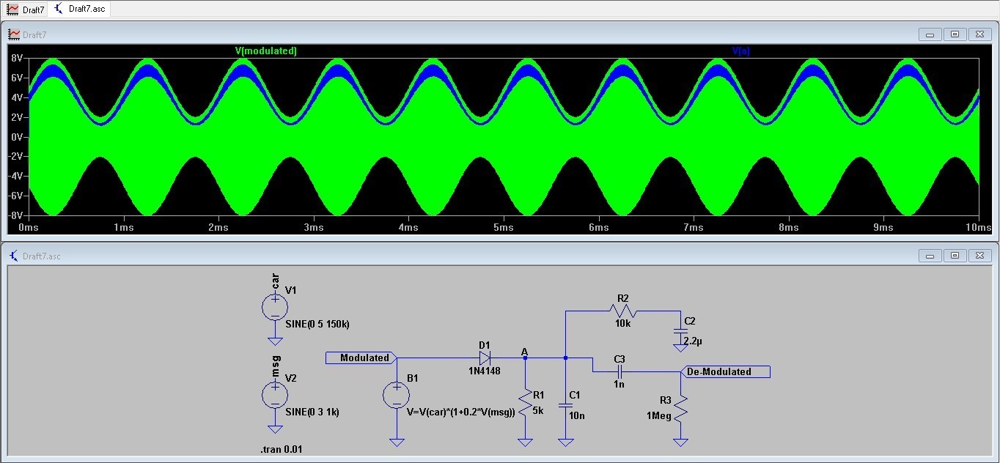 Draft7 Draft7.asc
Draft7
V(modulated) V(a)
8V
6V
4V
2V
0V
-2V
-4V
-6V
-8V
0ms 1ms 2ms 3ms 4ms 5ms 6ms 7ms 8ms 9ms 10ms
Draft7.asc
car
V1
SINE(0 5 150k)
msg
V2
SINE(0 3 1k)
.tran 0.01
Modulated
B1
V=V(car)*(1+0.2*V(msg))
D1
1N4148
A
R1
5k
C1
10n
R2
10k
C2
2.2µ
C3
1n
De-Modulated
R3
1Meg